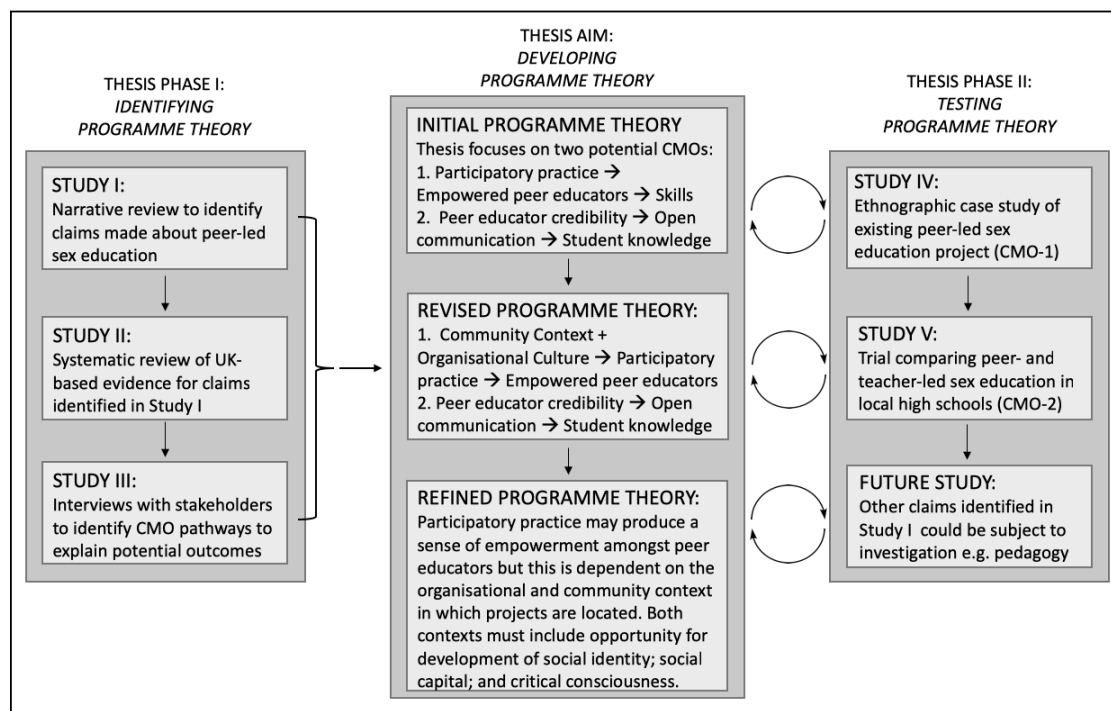 THESIS PHASE I:
IDENTIFYING
PROGRAMME THEORY
STUDY I:
Narrative review to identify
claims made about peer-led
sex education
STUDY II:
Systematic review of UK-
based evidence for claims
identified in Study I
STUDY III:
Interviews with stakeholders
to identify CMO pathways to
explain potential outcomes
THESIS AIM:
DEVELOPING
PROGRAMME THEORY
INITIAL PROGRAMME THEORY
Thesis focuses on two potential CMOs:
1. Participatory practice →
Empowered peer educators → Skills
2. Peer educator credibility → Open
communication → Student knowledge
REVISED PROGRAMME THEORY:
1. Community Context +
Organisational Culture → Participatory
practice → Empowered peer educators
2. Peer educator credibility → Open
communication → Student knowledge
REFINED PROGRAMME THEORY:
Participatory practice may produce a
sense of empowerment amongst peer
educators but this is dependent on the
organisational and community context
in which projects are located. Both
contexts must include opportunity for
development of social identity; social
capital; and critical consciousness.
THESIS PHASE II:
TESTING
PROGRAMME THEORY
STUDY IV:
Ethnographic case study of
existing peer-led sex
education project (CMO-1)
STUDY V:
Trial comparing peer- and
teacher-led sex education in
local high schools (CMO-2)
FUTURE STUDY:
Other claims identified in
Study I could be subject to
investigation e.g. pedagogy